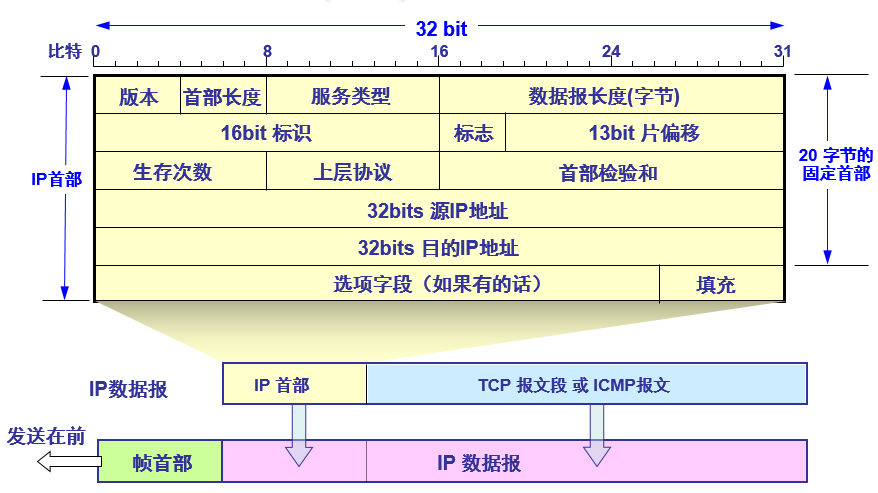 32 bit
比特 0 8 16 24 31
版本 首部长度 服务类型 数据报长度(字节)
16bit 标识 标志 13bit 片偏移
生存次数 上层协议 首部检验和
IP首部
20 字节的
固定首部
32bits 源IP地址
32bits 目的IP地址
选项字段（如果有的话） 填充
IP数据报 IP 首部 TCP 报文段 或 ICMP报文
发送在前
帧首部 IP 数据报